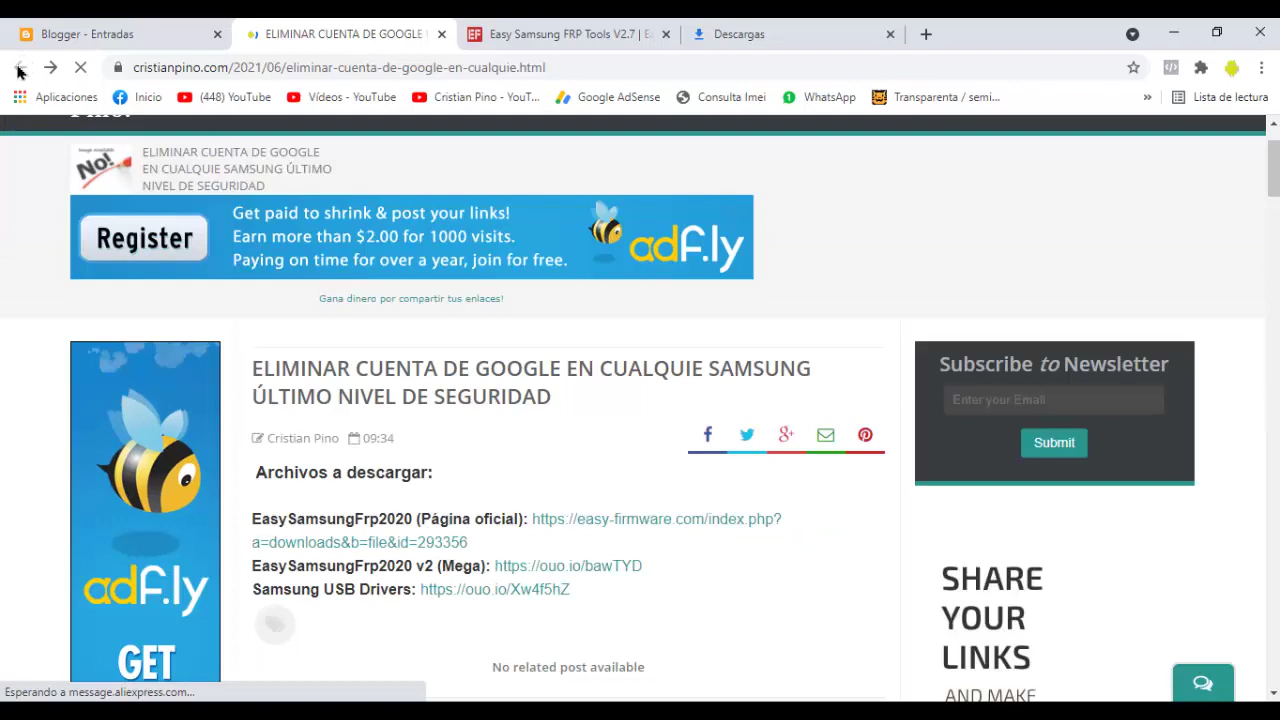 Blogger - Entradas
ELIMINAR CUENTA DE GOOGLE
Easy Samsung FRP Tools V2.7 | E
Descargas
cristianpino.com/2021/06/eliminar-cuenta-de-google-en-cualquie.html
Aplicaciones
Inicio
(448) YouTube
Vídeos - YouTube
Cristian Pino - YouT...
Google AdSense
Consulta Imei
WhatsApp
Transparenta / semi...
»
Lista de lectura
No!
ELIMINAR CUENTA DE GOOGLE
EN CUALQUIE SAMSUNG ÚLTIMO
NIVEL DE SEGURIDAD
Register
Get paid to shrink & post your links!
Earn more than $2.00 for 1000 visits.
Paying on time for over a year, join for free.
adf.ly
Gana dinero por compartir tus enlaces!
ELIMINAR CUENTA DE GOOGLE EN CUALQUIE SAMSUNG
ÚLTIMO NIVEL DE SEGURIDAD
Cristian Pino 09:34
Archivos a descargar:
EasySamsungFrp2020 (Página oficial): https://easy-firmware.com/index.php?
a=downloads&b=file&id=293356
EasySamsungFrp2020 v2 (Mega): https://ouo.io/bawTYD
Samsung USB Drivers: https://ouo.io/Xw4f5hZ
No related post available
adf.ly
GET
Subscribe to Newsletter
Enter your Email
Submit
SHARE
YOUR
LINKS
AND MAKE
Esperando a message.aliexpress.com...